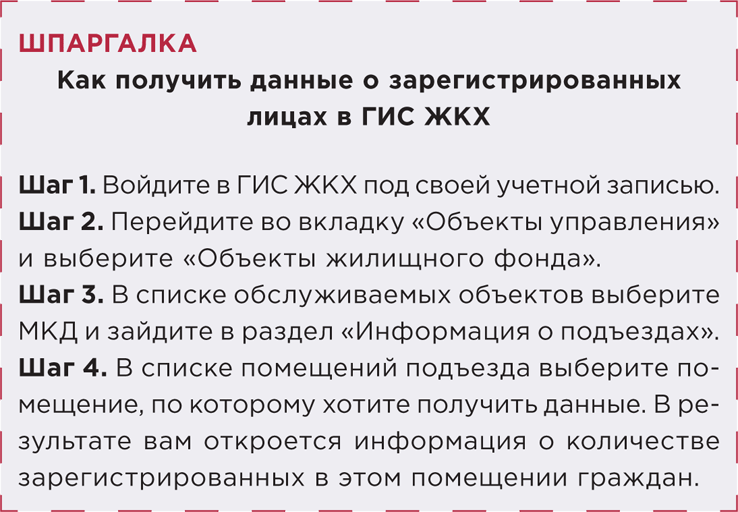 ШПАРГАЛКА
Как получить данные о зарегистрированных
лицах в ГИС ЖКХ
Шаг 1. Войдите в ГИС ЖКХ под своей учетной записью.
Шаг 2. Перейдите во вкладку «Объекты управления»
и выберите «Объекты жилищного фонда».
Шаг 3. В списке обслуживаемых объектов выберите
МКД и зайдите в раздел «Информация о подъездах».
Шаг 4. В списке помещений подъезда выберите по-
мещение, по которому хотите получить данные. В ре-
зультате вам откроется информация о количестве
зарегистрированных в этом помещении граждан.